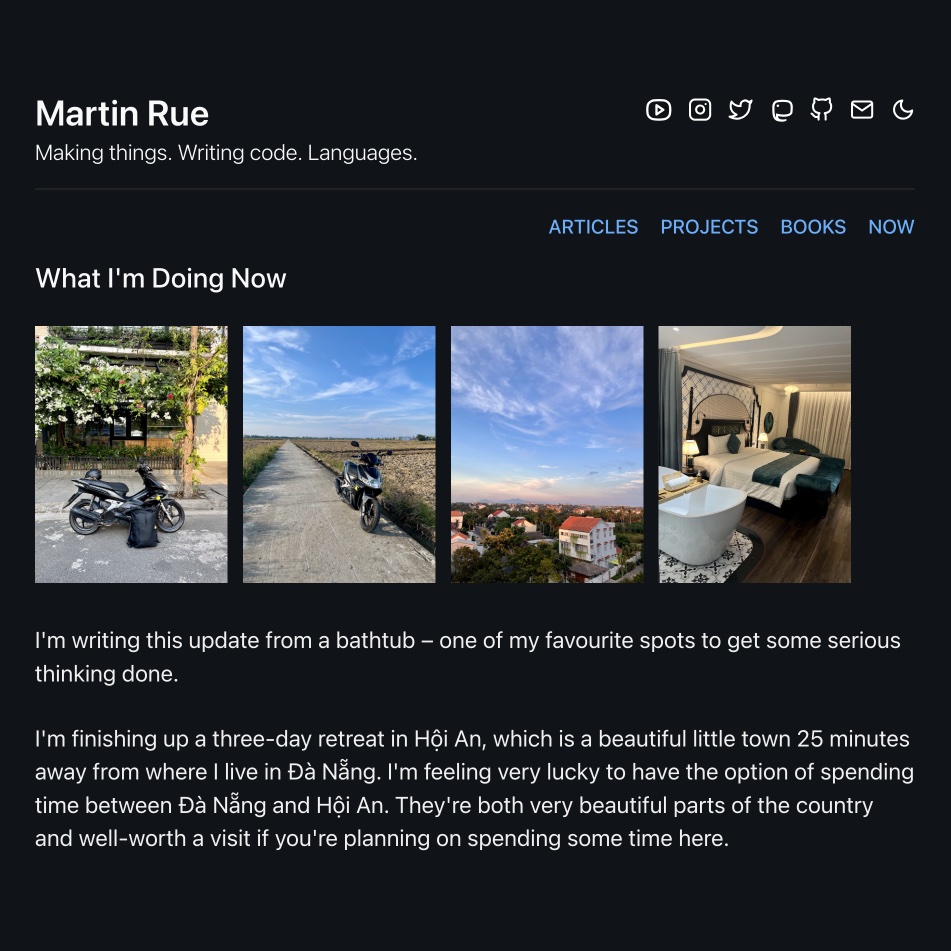 Martin Rue
Making things. Writing code. Languages.
ARTICLES PROJECTS BOOKS NOW
What I'm Doing Now
I'm writing this update from a bathtub – one of my favourite spots to get some serious
thinking done.
I'm finishing up a three-day retreat in Hội An, which is a beautiful little town 25 minutes
away from where I live in Đà Nẵng. I'm feeling very lucky to have the option of spending
time between Đà Nẵng and Hội An. They're both very beautiful parts of the country
and well-worth a visit if you're planning on spending some time here.